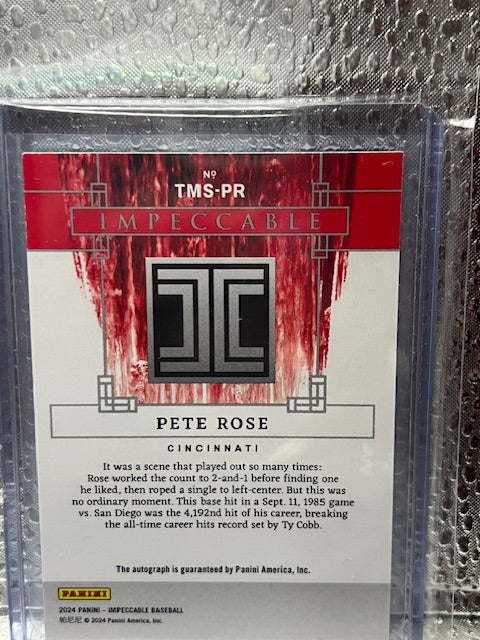 Nº
TMS-PR
IMPECCABLE
PETE ROSE
CINCINNATI
It was a scene that played out so many times:
Rose worked the count to 2-and-1 before finding one
he liked, then roped a single to left-center. But this was
no ordinary moment. This base hit in a Sept. 11, 1985 game
vs. San Diego was the 4,192nd hit of his career, breaking
the all-time career hits record set by Ty Cobb.
The autograph is guaranteed by Panini America, Inc.
PANINI
2024 PANINI – IMPECCABLE BASEBALL
帕尼尼 © 2024 Panini America, Inc.